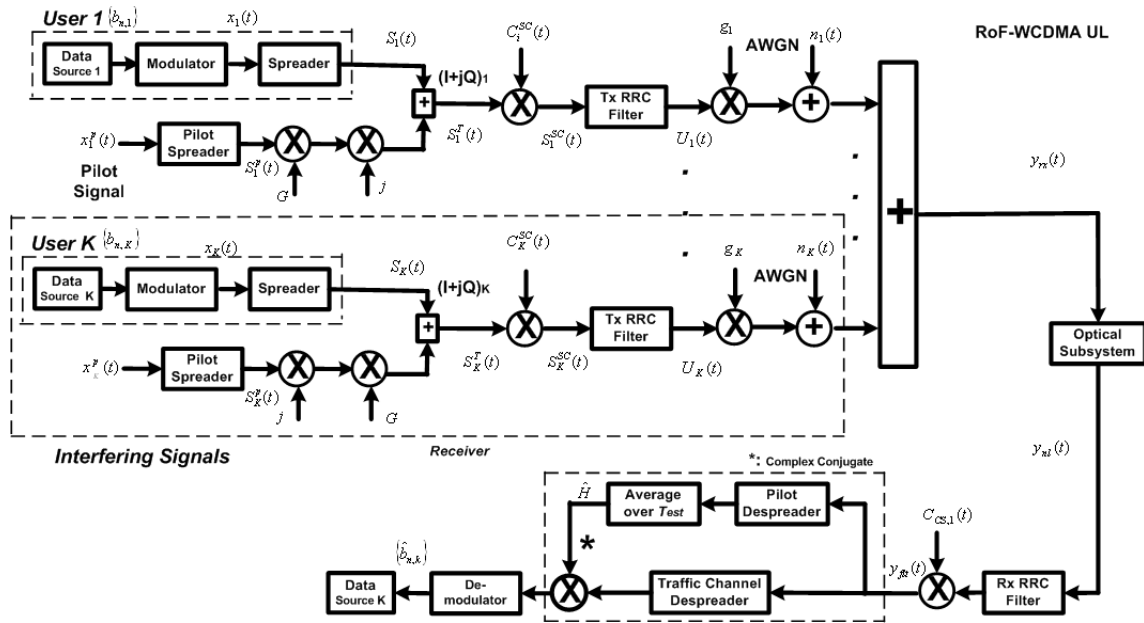 User 1 {b_{n,1}} x_1(t)
Data Source 1
Modulator
Spreader
S_1(t)
(I+jQ)_1
+
x_1^p(t)
Pilot Signal
Pilot Spreader
S_1^p(t)
X
G
X
j
S_1^T(t)
C_i^{SC}(t)
X
S_1^{SC}(t)
Tx RRC Filter
U_1(t)
g_1
X
AWGN
n_1(t)
+
RoF-WCDMA UL
User K {b_{n,K}} x_K(t)
Data Source K
Modulator
Spreader
S_K(t)
(I+jQ)_K
+
x_K^p(t)
Pilot Spreader
S_K^p(t)
X
j
X
G
S_K^T(t)
C_K^{SC}(t)
X
S_K^{SC}(t)
Tx RRC Filter
U_K(t)
g_K
X
AWGN
n_K(t)
+
+
y_{rx}(t)
Optical Subsystem
y_{nl}(t)
Interfering Signals
Receiver
*: Complex Conjugate
Ĥ
Average over T_est
Pilot Despreader
*
C_{CS,1}(t)
{b̂_{n,k}}
Data Source K
De-modulator
X
Traffic Channel Despreader
y_{flt}(t)
X
Rx RRC Filter